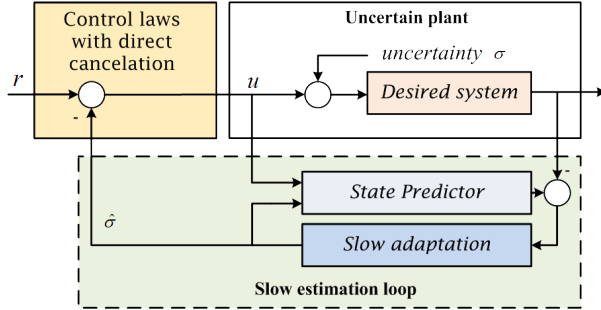 Control laws
with direct
cancelation
Uncertain plant
uncertainty σ
r
-
u
Desired system
-
State Predictor
σ̂
Slow adaptation
Slow estimation loop